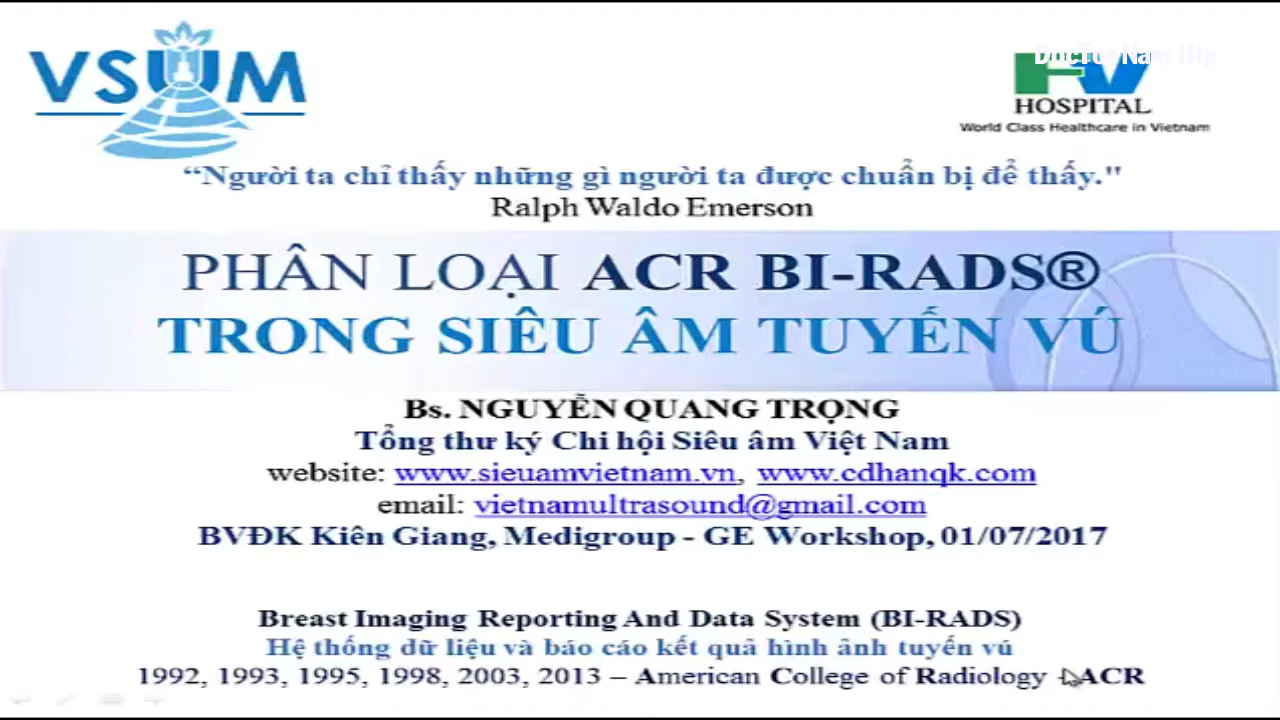 VSUM
DocTor Nam Hip
FV
HOSPITAL
World Class Healthcare in Vietnam
“Người ta chỉ thấy những gì người ta được chuẩn bị để thấy."
Ralph Waldo Emerson
PHÂN LOẠI ACR BI-RADS®
TRONG SIÊU ÂM TUYẾN VÚ
Bs. NGUYỄN QUANG TRỌNG
Tổng thư ký Chi hội Siêu âm Việt Nam
website: www.sieuamvietnam.vn, www.cdhanqk.com
email: vietnamultrasound@gmail.com
BVĐK Kiên Giang, Medigroup - GE Workshop, 01/07/2017
Breast Imaging Reporting And Data System (BI-RADS)
Hệ thống dữ liệu và báo cáo kết quả hình ảnh tuyến vú
1992, 1993, 1995, 1998, 2003, 2013 – American College of Radiology - ACR